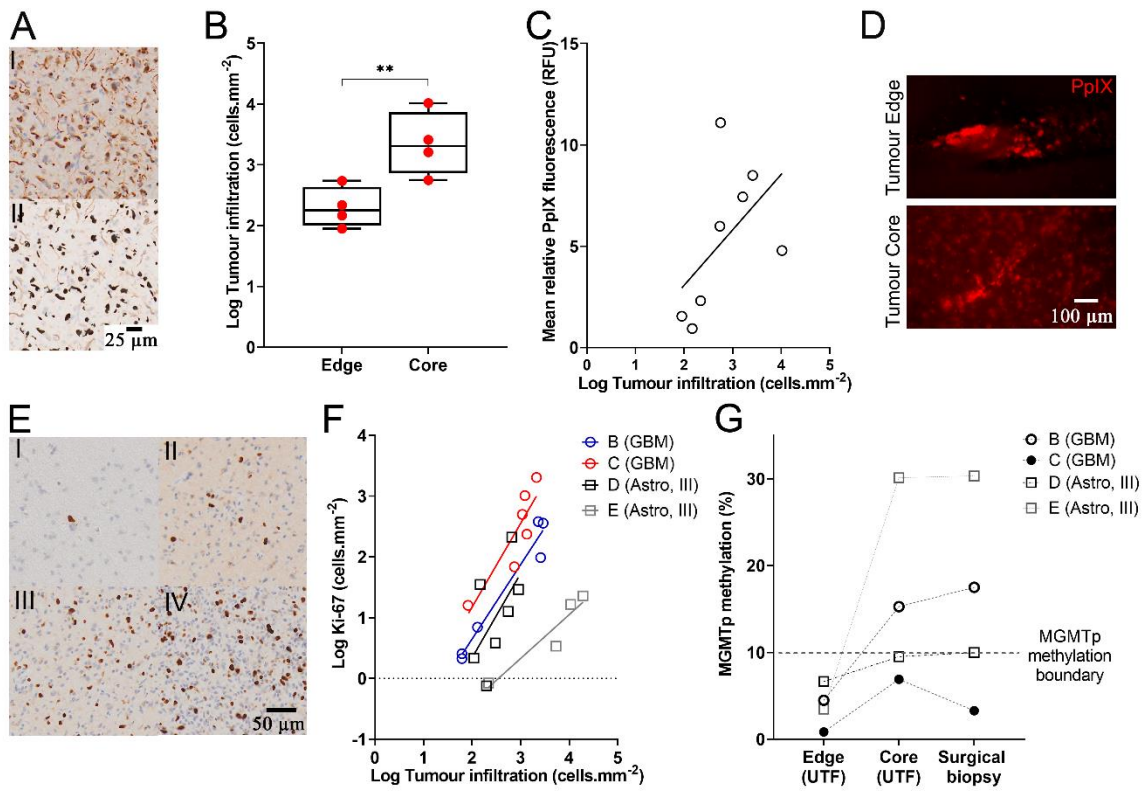 A
I
II
25 µm
B
Log Tumour infiltration (cells.mm-2)
5
4
3
2
1
0
**
Edge
Core
C
Mean relative PpIX fluorescence (RFU)
15
10
5
0
0
1
2
3
4
5
Log Tumour infiltration (cells.mm-2)
D
Tumour Edge
PpIX
Tumour Core
100 µm
E
I
II
III
IV
50 µm
F
Log Ki-67 (cells.mm-2)
4
3
2
1
0
-1
0
1
2
3
4
5
Log Tumour infiltration (cells.mm-2)
B (GBM)
C (GBM)
D (Astro, III)
E (Astro, III)
G
MGMTp methylation (%)
30
20
10
0
Edge
(UTF)
Core
(UTF)
Surgical
biopsy
B (GBM)
C (GBM)
D (Astro, III)
E (Astro, III)
MGMTp
methylation
boundary